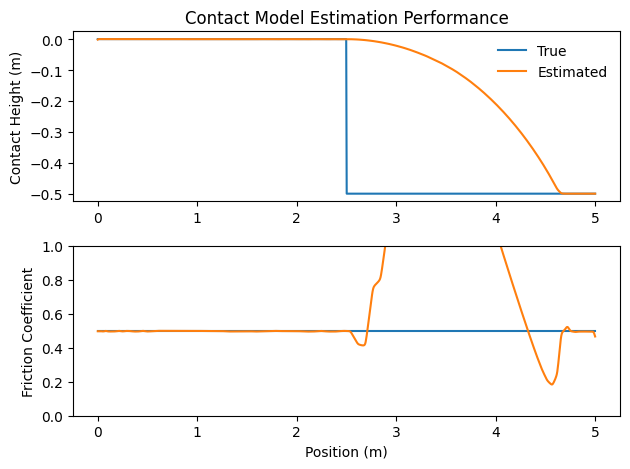 Contact Model Estimation Performance
Contact Height (m)
0.0
−0.1
−0.2
−0.3
−0.4
−0.5
True
Estimated
0 1 2 3 4 5
Friction Coefficient
1.0
0.8
0.6
0.4
0.2
0.0
0 1 2 3 4 5
Position (m)